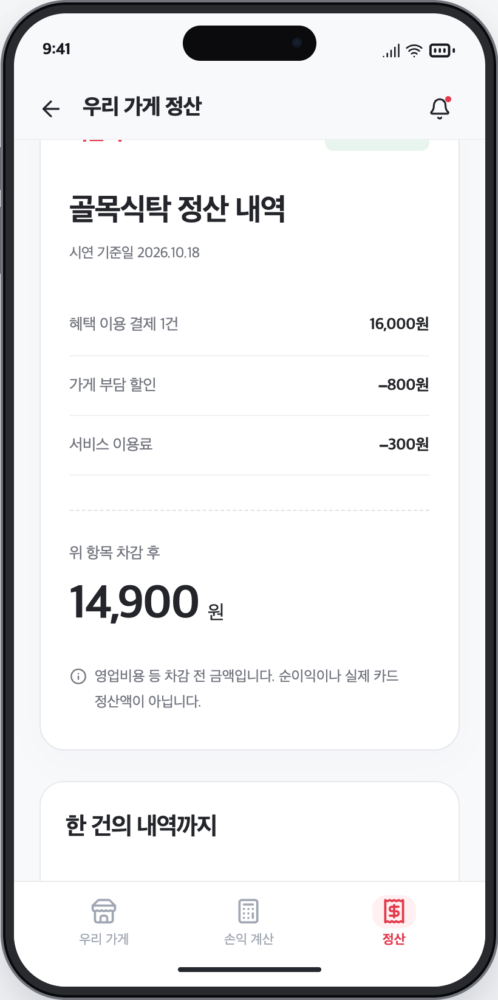 9:41
우리 가게 정산
골목식탁 정산 내역
시연 기준일 2026.10.18
혜택 이용 결제 1건 16,000원
가게 부담 할인 –800원
서비스 이용료 –300원
위 항목 차감 후
14,900 원
영업비용 등 차감 전 금액입니다. 순이익이나 실제 카드
정산액이 아닙니다.
한 건의 내역까지
우리 가게 손익 계산 정산